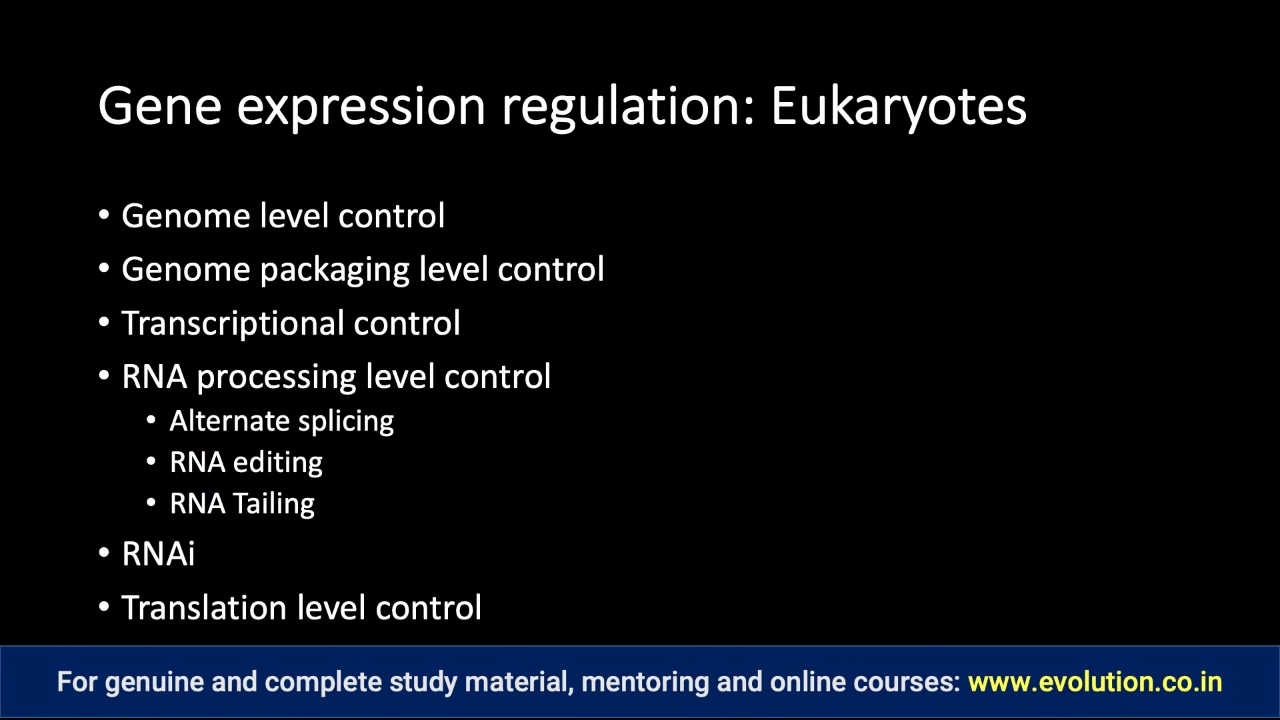 Gene expression regulation: Eukaryotes
• Genome level control
• Genome packaging level control
• Transcriptional control
• RNA processing level control
• Alternate splicing
• RNA editing
• RNA Tailing
• RNAi
• Translation level control
For genuine and complete study material, mentoring and online courses: www.evolution.co.in